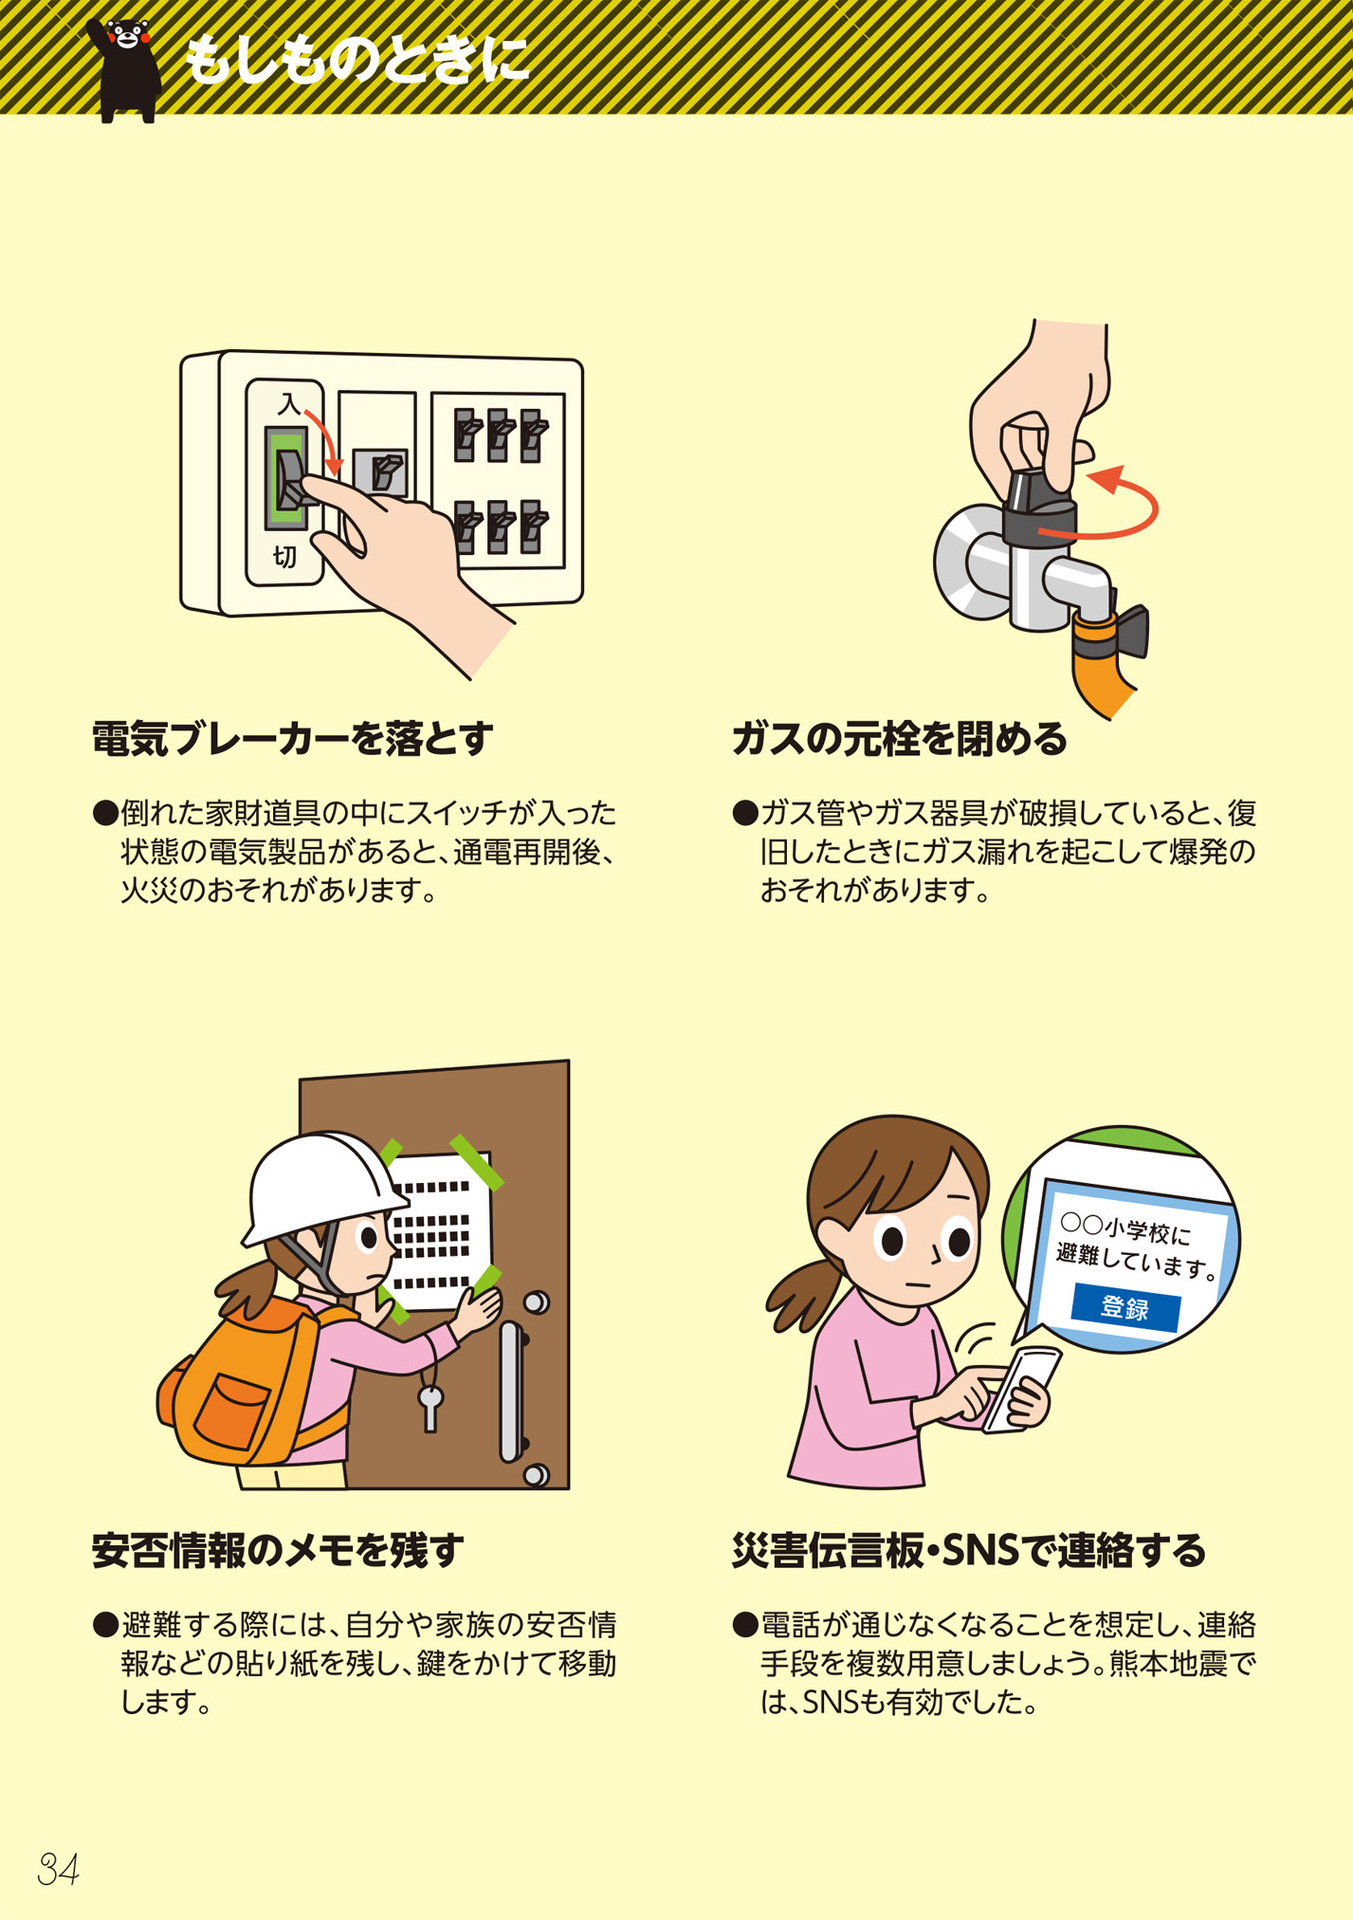 もしものときに
入
切
電気ブレーカーを落とす
●倒れた家財道具の中にスイッチが入った
状態の電気製品があると、通電再開後、
火災のおそれがあります。
ガスの元栓を閉める
●ガス管やガス器具が破損していると、復
旧したときにガス漏れを起こして爆発の
おそれがあります。
安否情報のメモを残す
●避難する際には、自分や家族の安否情
報などの貼り紙を残し、鍵をかけて移動
します。
〇〇小学校に
避難しています。
登録
災害伝言板・SNSで連絡する
●電話が通じなくなることを想定し、連絡
手段を複数用意しましょう。熊本地震で
は、SNSも有効でした。
34